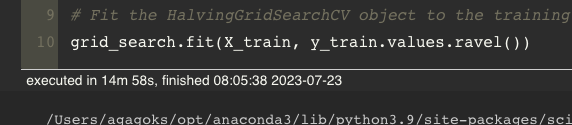 9 # Fit the HalvingGridSearchCV object to the training
10 grid_search.fit(X_train, y_train.values.ravel())
executed in 14m 58s, finished 08:05:38 2023-07-23
/Users/agagoks/opt/anaconda3/lib/python3.9/site-packages/sci